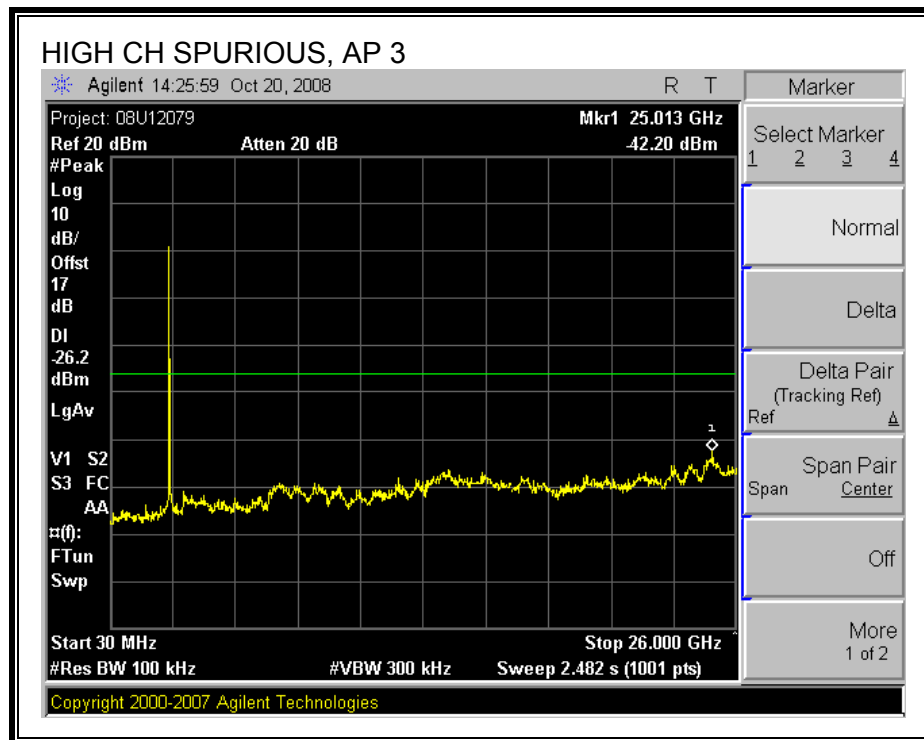 HIGH CH SPURIOUS, AP 3
Agilent 14:25:59 Oct 20, 2008 R T
Project: 08U12079 Mkr1 25.013 GHz
Ref 20 dBm Atten 20 dB -42.20 dBm
#Peak
Log
10
dB/
Offst
17
dB
DI
-26.2
dBm
LgAv
V1 S2
S3 FC
AA
¤(f):
FTun
Swp
1
Start 30 MHz Stop 26.000 GHz ^
#Res BW 100 kHz #VBW 300 kHz Sweep 2.482 s (1001 pts)
Copyright 2000-2007 Agilent Technologies
Marker
Select Marker
1 2 3 4
Normal
Delta
Delta Pair
(Tracking Ref)
Ref Δ
Span Pair
Span Center
Off
More
1 of 2